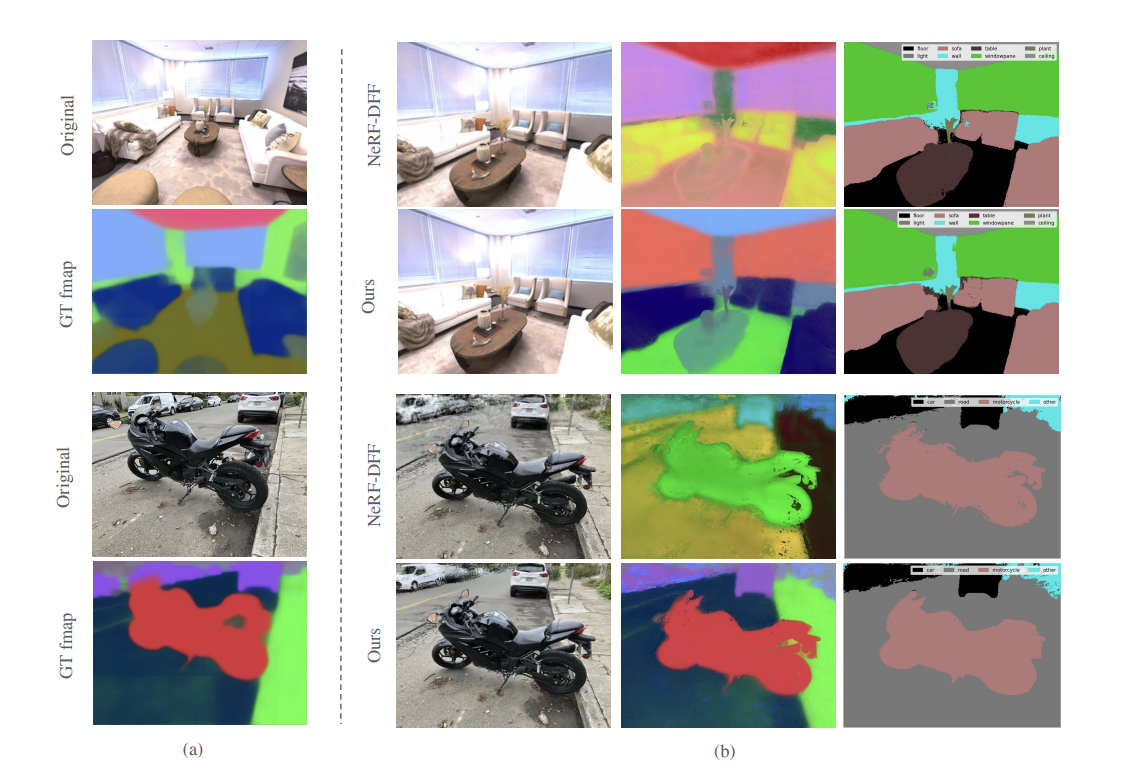 Original
GT fmap
Original
GT fmap
(a)
NeRF-DFF
Ours
NeRF-DFF
Ours
floor sofa table plant
light wall windowpane ceiling
floor sofa table plant
light wall windowpane ceiling
car road motorcycle other
car road motorcycle other
(b)